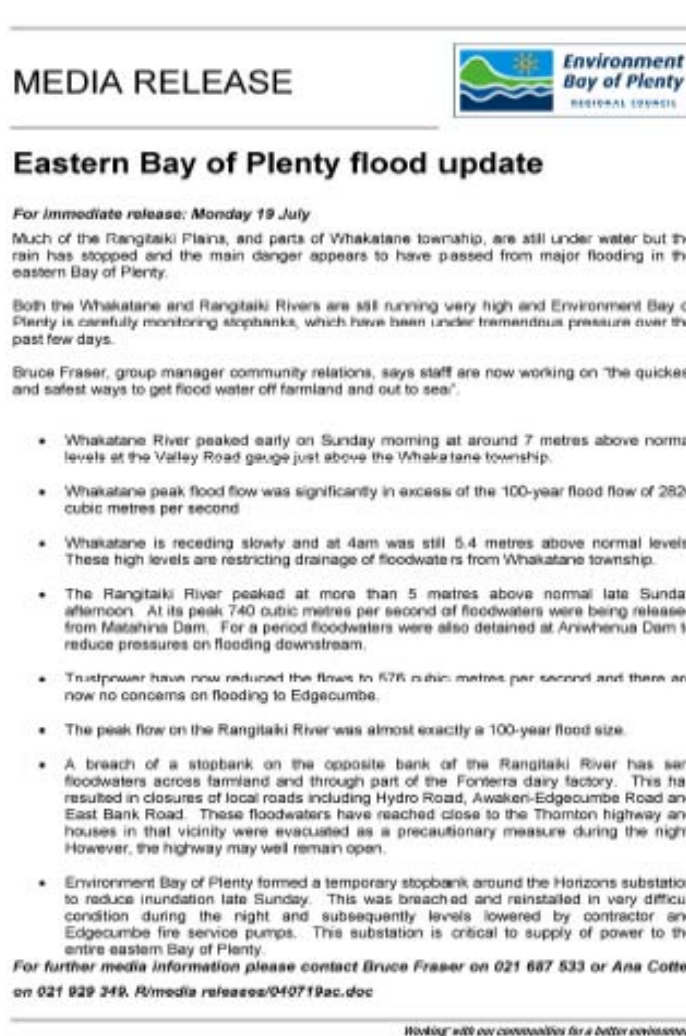 Environment
Bay of Plenty
REGIONAL COUNCIL
MEDIA RELEASE
Eastern Bay of Plenty flood update
For immediate release: Monday 19 July
Much of the Rangitaiki Plains, and parts of Whakatane township, are still under water but the
rain has stopped and the main danger appears to have passed from major flooding in the
eastern Bay of Plenty.
Both the Whakatane and Rangitaiki Rivers are still running very high and Environment Bay o
Plenty is carefully monitoring stopbanks, which have been under tremendous pressure over the
past few days.
Bruce Fraser, group manager community relations, says staff are now working on "the quickes
and safest ways to get flood water off farmland and out to sea".
• Whakatane River peaked early on Sunday morning at around 7 metres above norma
levels at the Valley Road gauge just above the Whakatane township.
• Whakatane peak flood flow was significantly in excess of the 100-year flood flow of 2820
cubic metres per second
• Whakatane is receding slowly and at 4am was still 5.4 metres above normal levels
These high levels are restricting drainage of floodwaters from Whakatane township.
• The Rangitaiki River peaked at more than 5 metres above normal late Sunda
afternoon. At its peak 740 cubic metres per second of floodwaters were being release
from Matahina Dam. For a period floodwaters were also detained at Aniwhenua Dam t
reduce pressures on flooding downstream.
• Trustpower have now reduced the flows to 576 cubic metres per second and there are
now no concerns on flooding to Edgecumbe.
• The peak flow on the Rangitaiki River was almost exactly a 100-year flood size.
• A breach of a stopbank on the opposite bank of the Rangitaiki River has sen
floodwaters across farmland and through part of the Fonterra dairy factory. This ha
resulted in closures of local roads including Hydro Road, Awakeri-Edgecumbe Road an
East Bank Road. These floodwaters have reached close to the Thornton highway an
houses in that vicinity were evacuated as a precautionary measure during the nigh
However, the highway may well remain open.
• Environment Bay of Plenty formed a temporary stopbank around the Horizons substatio
to reduce inundation late Sunday. This was breached and reinstalled in very difficu
condition during the night and subsequently levels lowered by contractor an
Edgecumbe fire service pumps. This substation is critical to supply of power to the
entire eastern Bay of Plenty.
For further media information please contact Bruce Fraser on 021 687 533 or Ana Cotte
on 021 929 349. R/media releases/040719ac.doc
Working with our communities for a better environmen